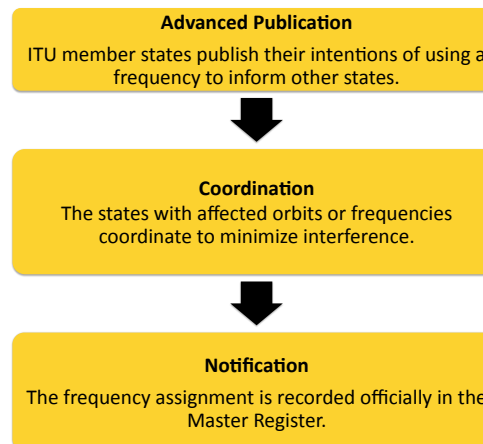 Advanced Publication
ITU member states publish their intentions of using a
frequency to inform other states.
Coordination
The states with affected orbits or frequencies
coordinate to minimize interference.
Notification
The frequency assignment is recorded officially in the
Master Register.